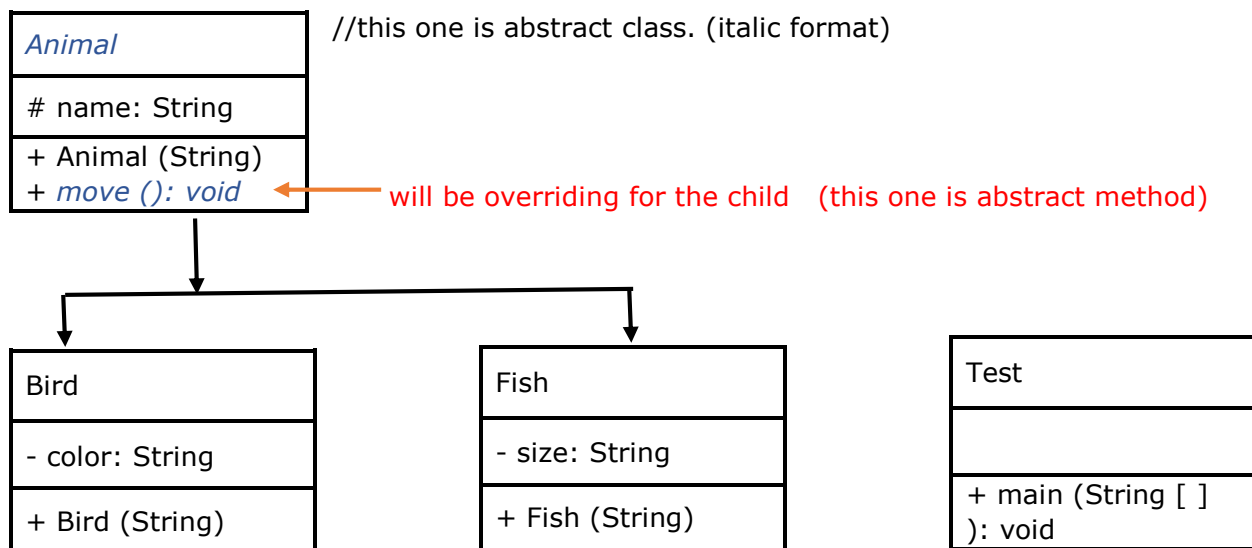 Animal
//this one is abstract class. (italic format)
# name: String
+ Animal (String)
+ move (): void
will be overriding for the child (this one is abstract method)
Bird
- color: String
+ Bird (String)
Fish
- size: String
+ Fish (String)
Test
+ main (String [ ]
): void